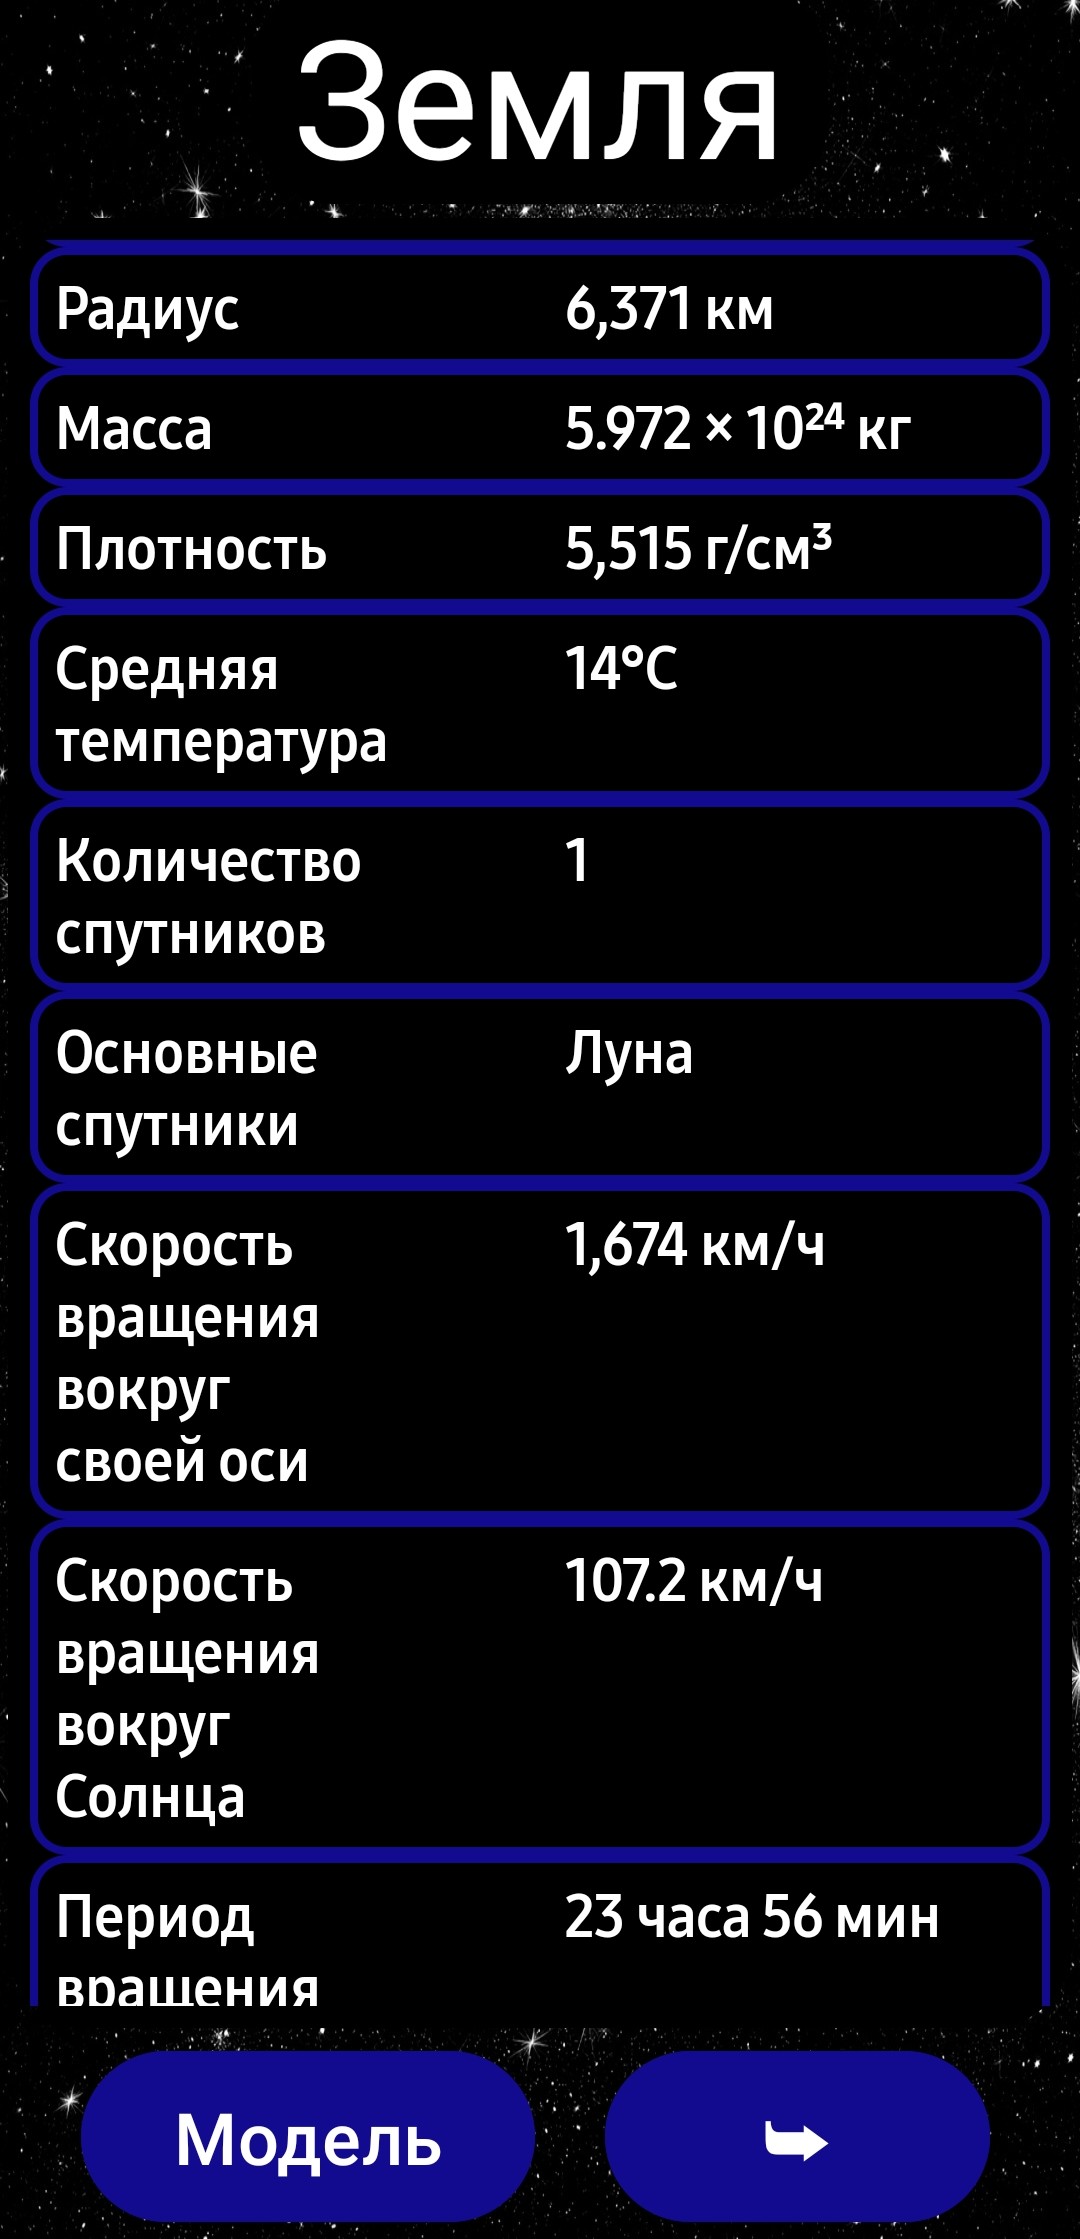 Земля
Радиус 6,371 км
Масса 5.972 × 10²⁴ кг
Плотность 5,515 г/см³
Средняя 14°C
температура
Количество 1
спутников
Основные Луна
спутники
Скорость 1,674 км/ч
вращения
вокруг
своей оси
Скорость 107.2 км/ч
вращения
вокруг
Солнца
Период 23 часа 56 мин
вращения
Модель